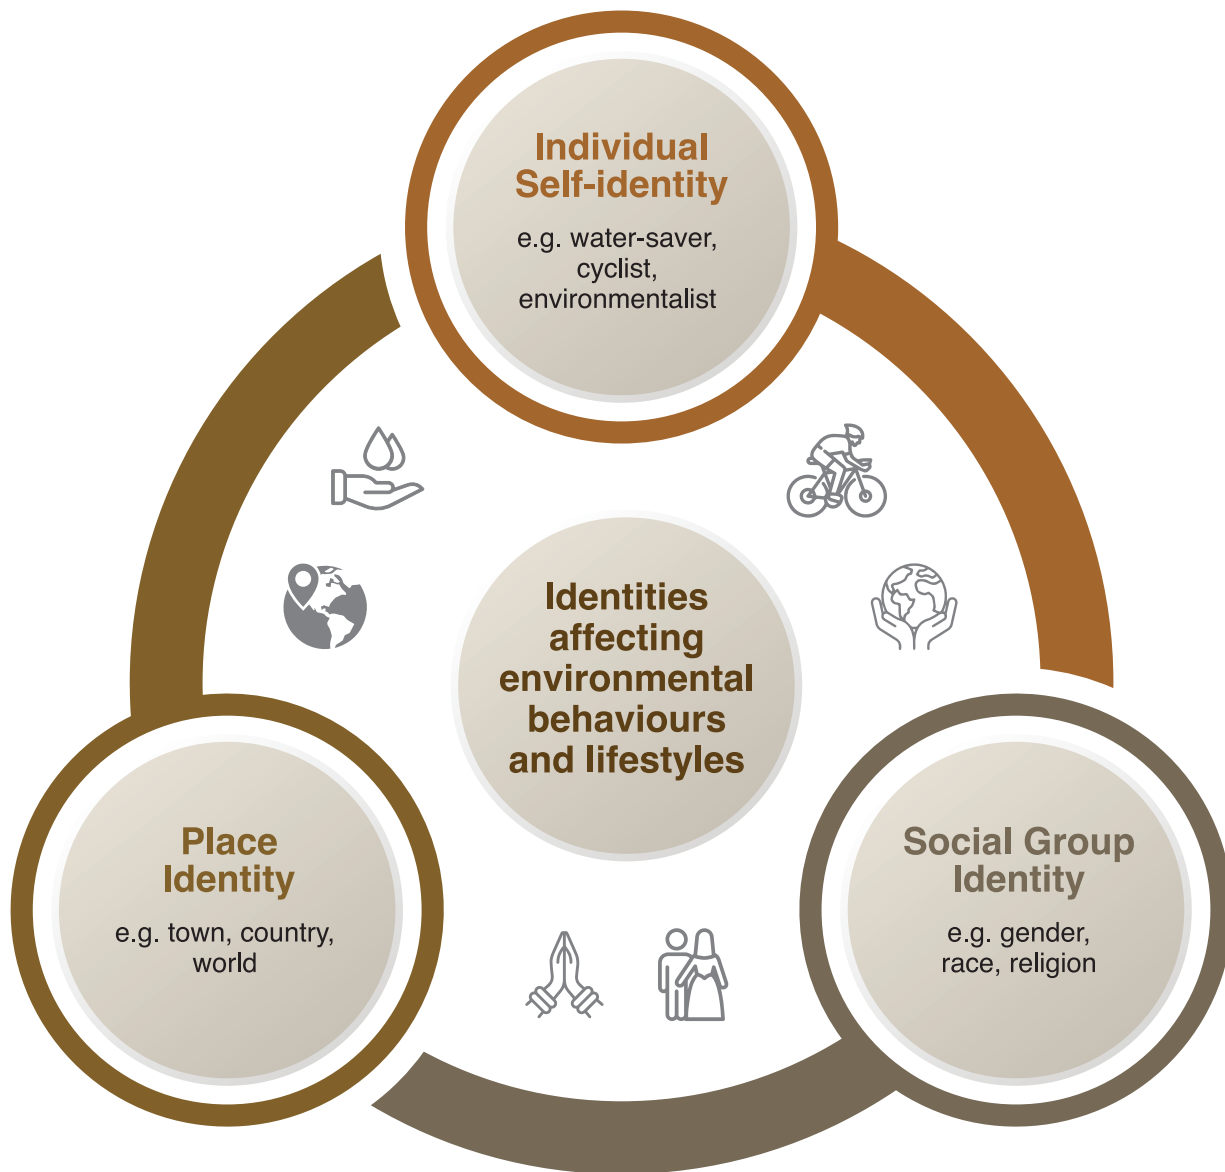 Individual
Self-identity
e.g. water-saver,
cyclist,
environmentalist
Identities
affecting
environmental
behaviours
and lifestyles
Place
Identity
e.g. town, country,
world
Social Group
Identity
e.g. gender,
race, religion